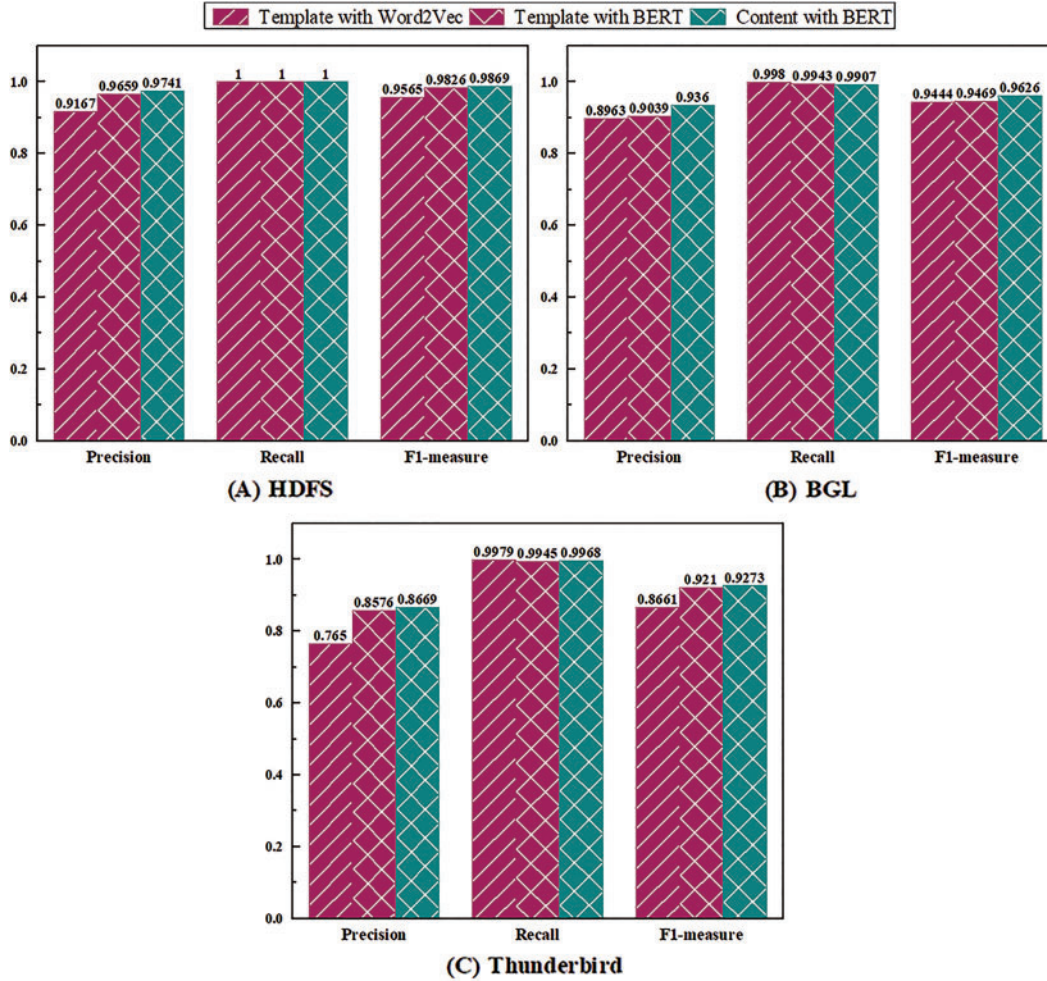 Template with Word2Vec Template with BERT Content with BERT
1 1 1
0.9167 0.9659 0.9741 0.9565 0.9826 0.9869
1.0
0.8
0.6
0.4
0.2
0.0
Precision Recall F1-measure
(A) HDFS
0.8963 0.9039 0.936 0.998 0.9943 0.9907 0.9444 0.9469 0.9626
1.0
0.8
0.6
0.4
0.2
0.0
Precision Recall F1-measure
(B) BGL
0.765 0.8576 0.8669 0.9979 0.9945 0.9968 0.8661 0.921 0.9273
1.0
0.8
0.6
0.4
0.2
0.0
Precision Recall F1-measure
(C) Thunderbird